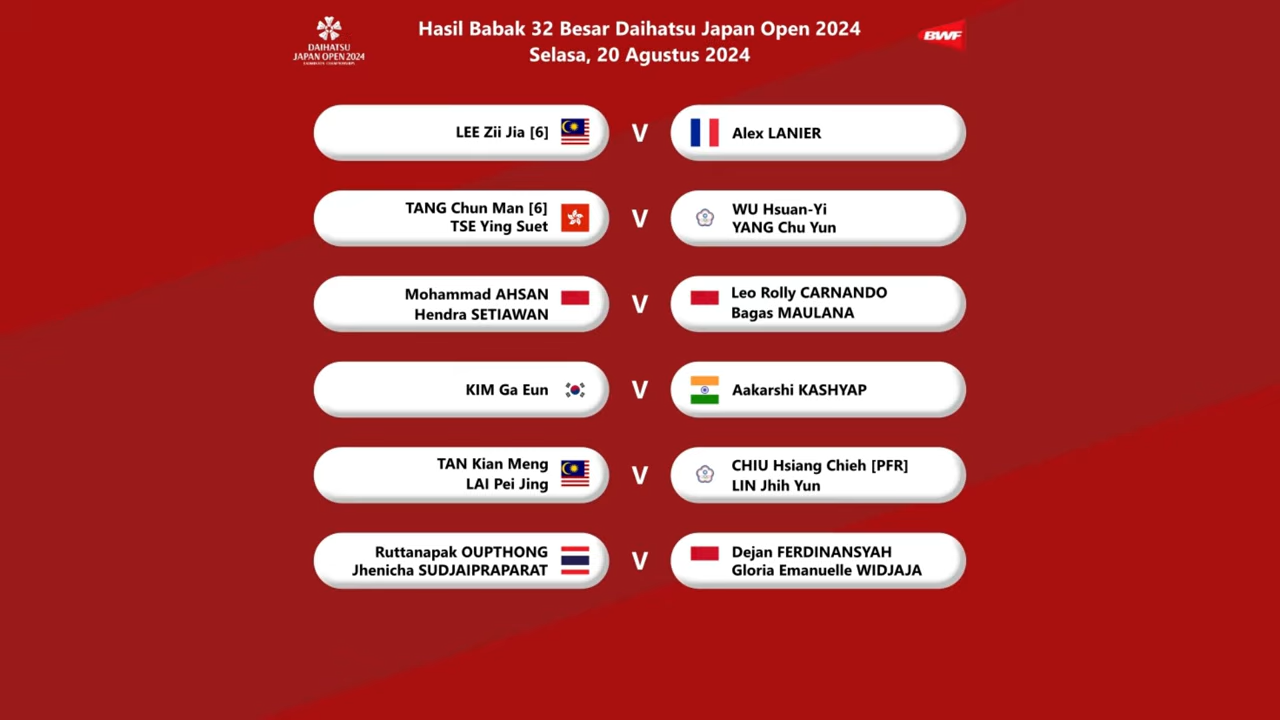 Hasil Babak 32 Besar Daihatsu Japan Open 2024
Selasa, 20 Agustus 2024
DAIHATSU
JAPAN OPEN 2024
BWF
LEE Zii Jia [6]
V
Alex LANIER
TANG Chun Man [6]
TSE Ying Suet
V
WU Hsuan-Yi
YANG Chu Yun
Mohammad AHSAN
Hendra SETIAWAN
V
Leo Rolly CARNANDO
Bagas MAULANA
KIM Ga Eun
V
Aakarshi KASHYAP
TAN Kian Meng
LAI Pei Jing
V
CHIU Hsiang Chieh [PFR]
LIN Jhih Yun
Ruttanapak OUPTHONG
Jhenicha SUDJAIPRAPARAT
V
Dejan FERDINANSYAH
Gloria Emanuelle WIDJAJA